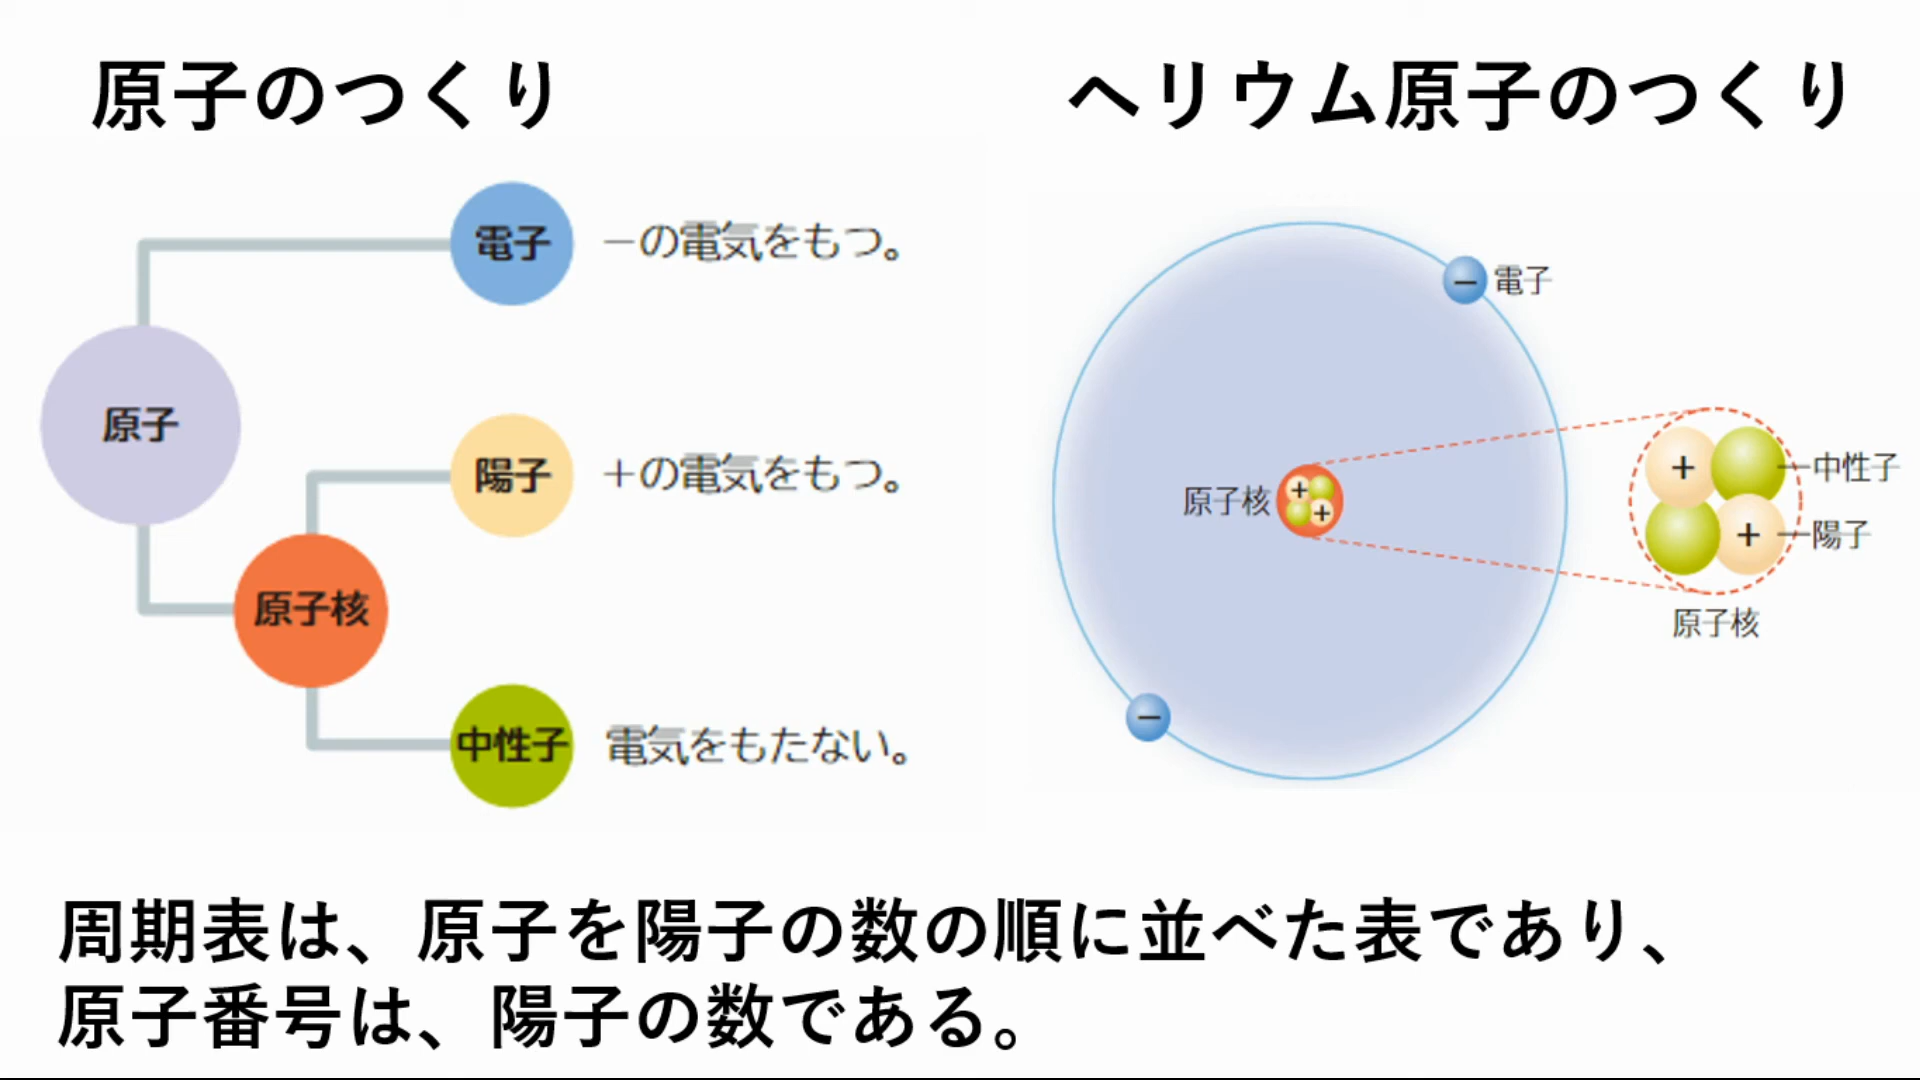 原子のつくり
ヘリウム原子のつくり
電子
－の電気をもつ。
原子
陽子
＋の電気をもつ。
原子核
中性子
電気をもたない。
－
電子
原子核
＋
＋
＋
中性子
＋
陽子
原子核
－
周期表は、原子を陽子の数の順に並べた表であり、
原子番号は、陽子の数である。